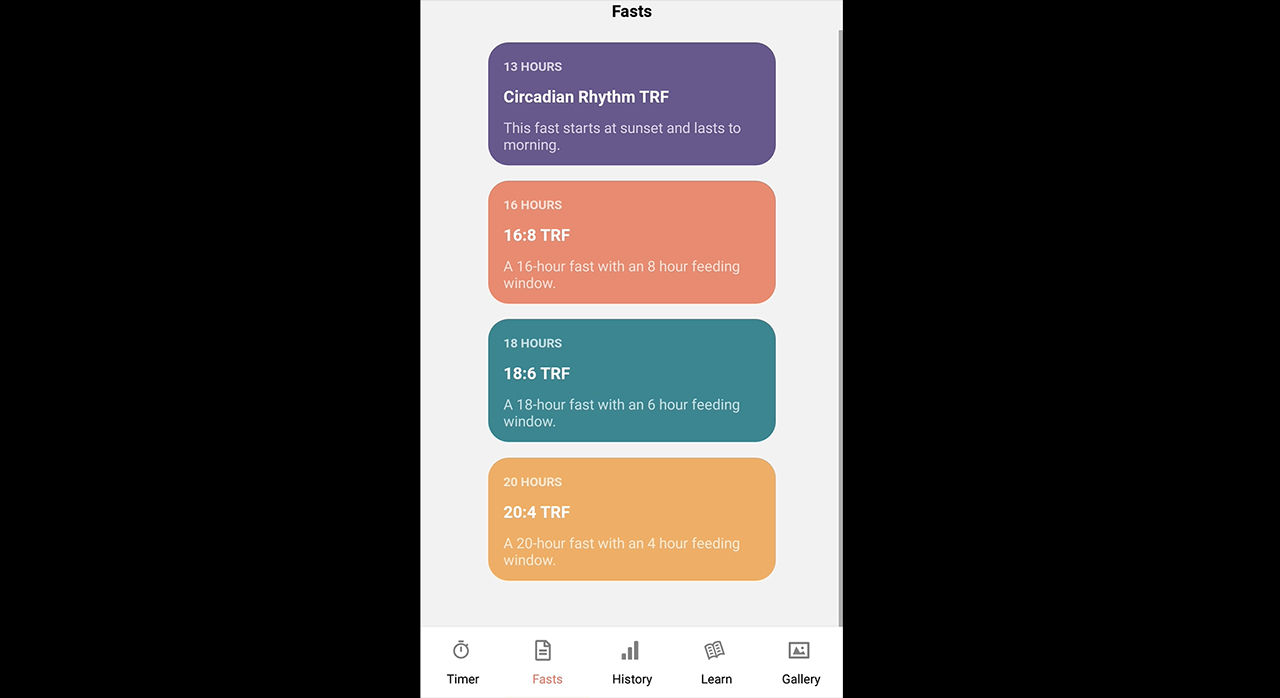 Fasts
13 HOURS
Circadian Rhythm TRF
This fast starts at sunset and lasts to
morning.
16 HOURS
16:8 TRF
A 16-hour fast with an 8 hour feeding
window.
18 HOURS
18:6 TRF
A 18-hour fast with an 6 hour feeding
window.
20 HOURS
20:4 TRF
A 20-hour fast with an 4 hour feeding
window.
Timer Fasts History Learn Gallery